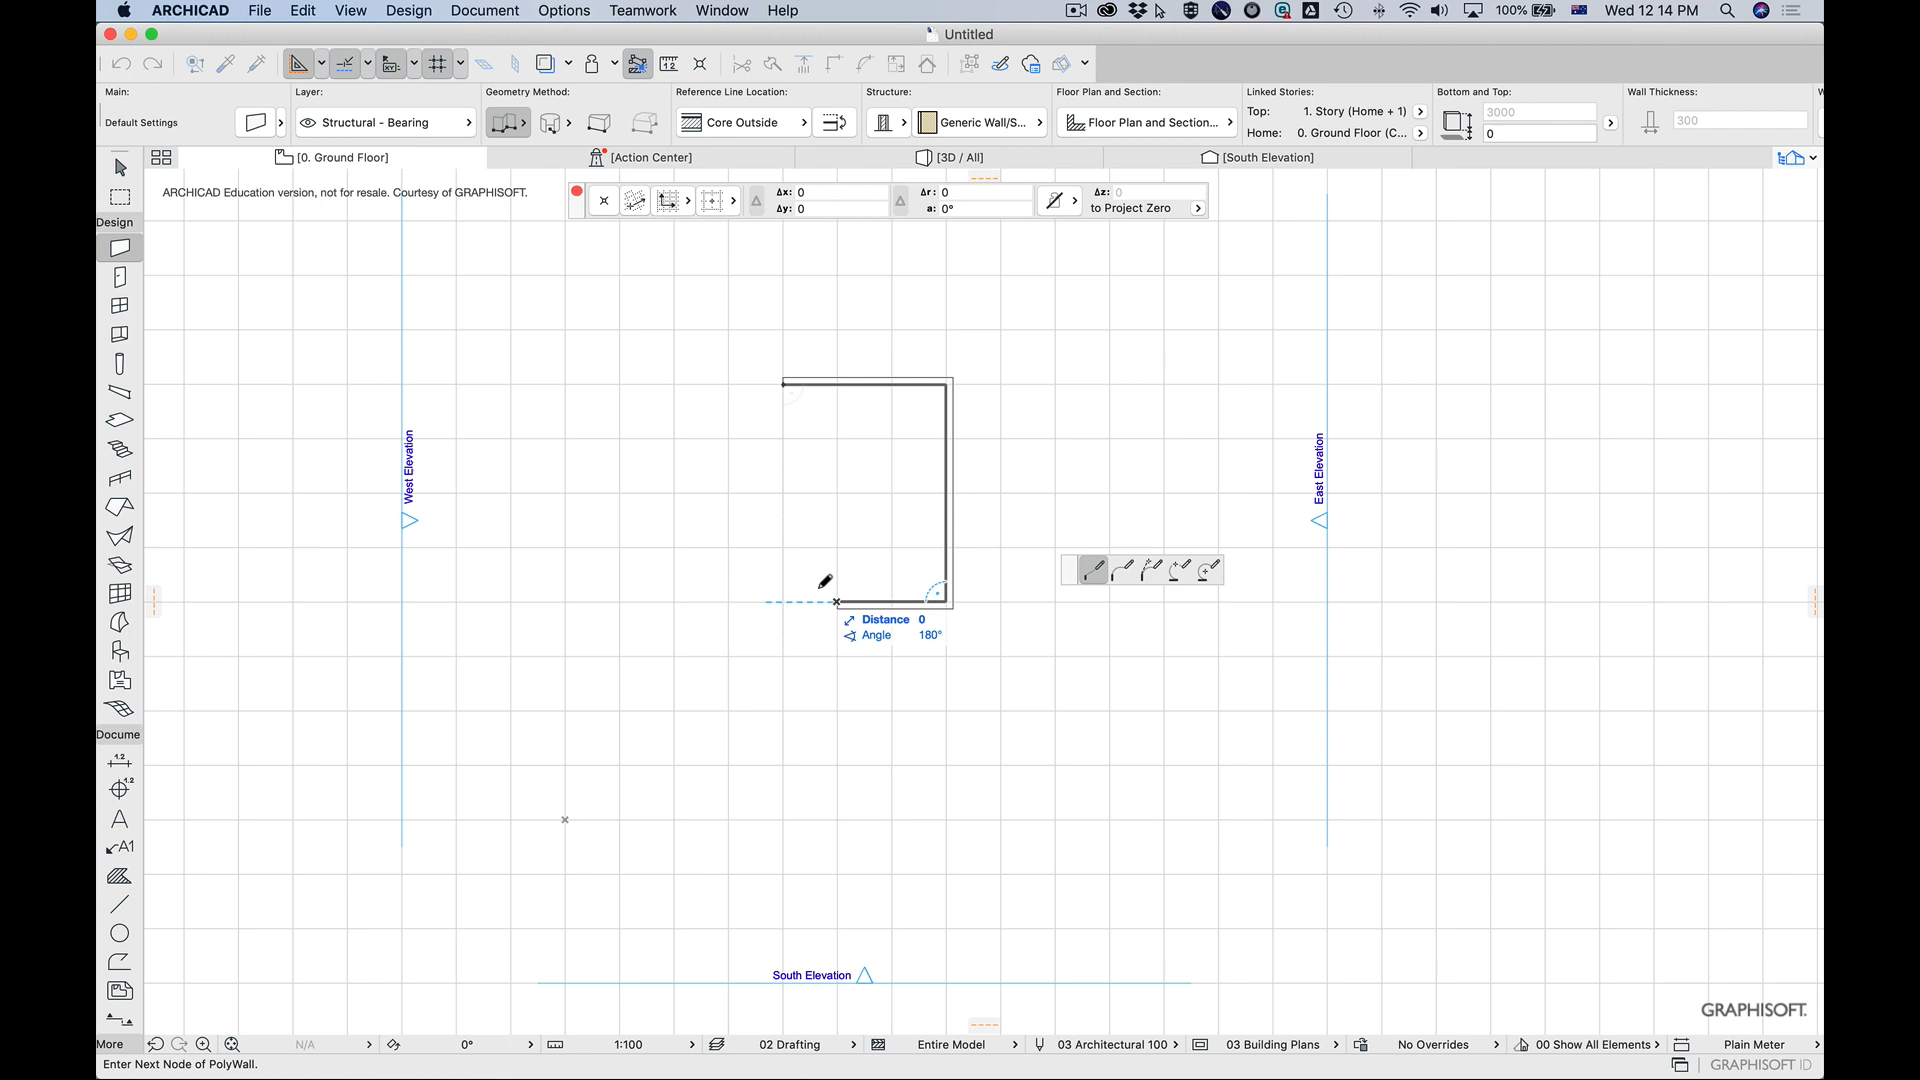 ARCHICAD File Edit View Design Document Options Teamwork Window Help 100% Wed 12 14 PM
Untitled
Main: Layer: Geometry Method: Reference Line Location: Structure: Floor Plan and Section: Linked Stories: Bottom and Top: Wall Thickness: W
Top: 1. Story (Home + 1) 3000
Default Settings Structural - Bearing Core Outside Generic Wall/S... Floor Plan and Section... 300
Home: 0. Ground Floor (C... 0
[0. Ground Floor] [Action Center] [3D / All] [South Elevation]
ARCHICAD Education version, not for resale. Courtesy of GRAPHISOFT.
Δx: 0 Δr: 0 Δz: 0
Δy: 0 a: 0° to Project Zero
Design
West Elevation
East Elevation
Distance 0
Angle 180°
Docume
1.2
1.2
A
A1
South Elevation
GRAPHISOFT.
More N/A 0° 1:100 02 Drafting Entire Model 03 Architectural 100 03 Building Plans No Overrides 00 Show All Elements Plain Meter
Enter Next Node of PolyWall. GRAPHISOFT ID